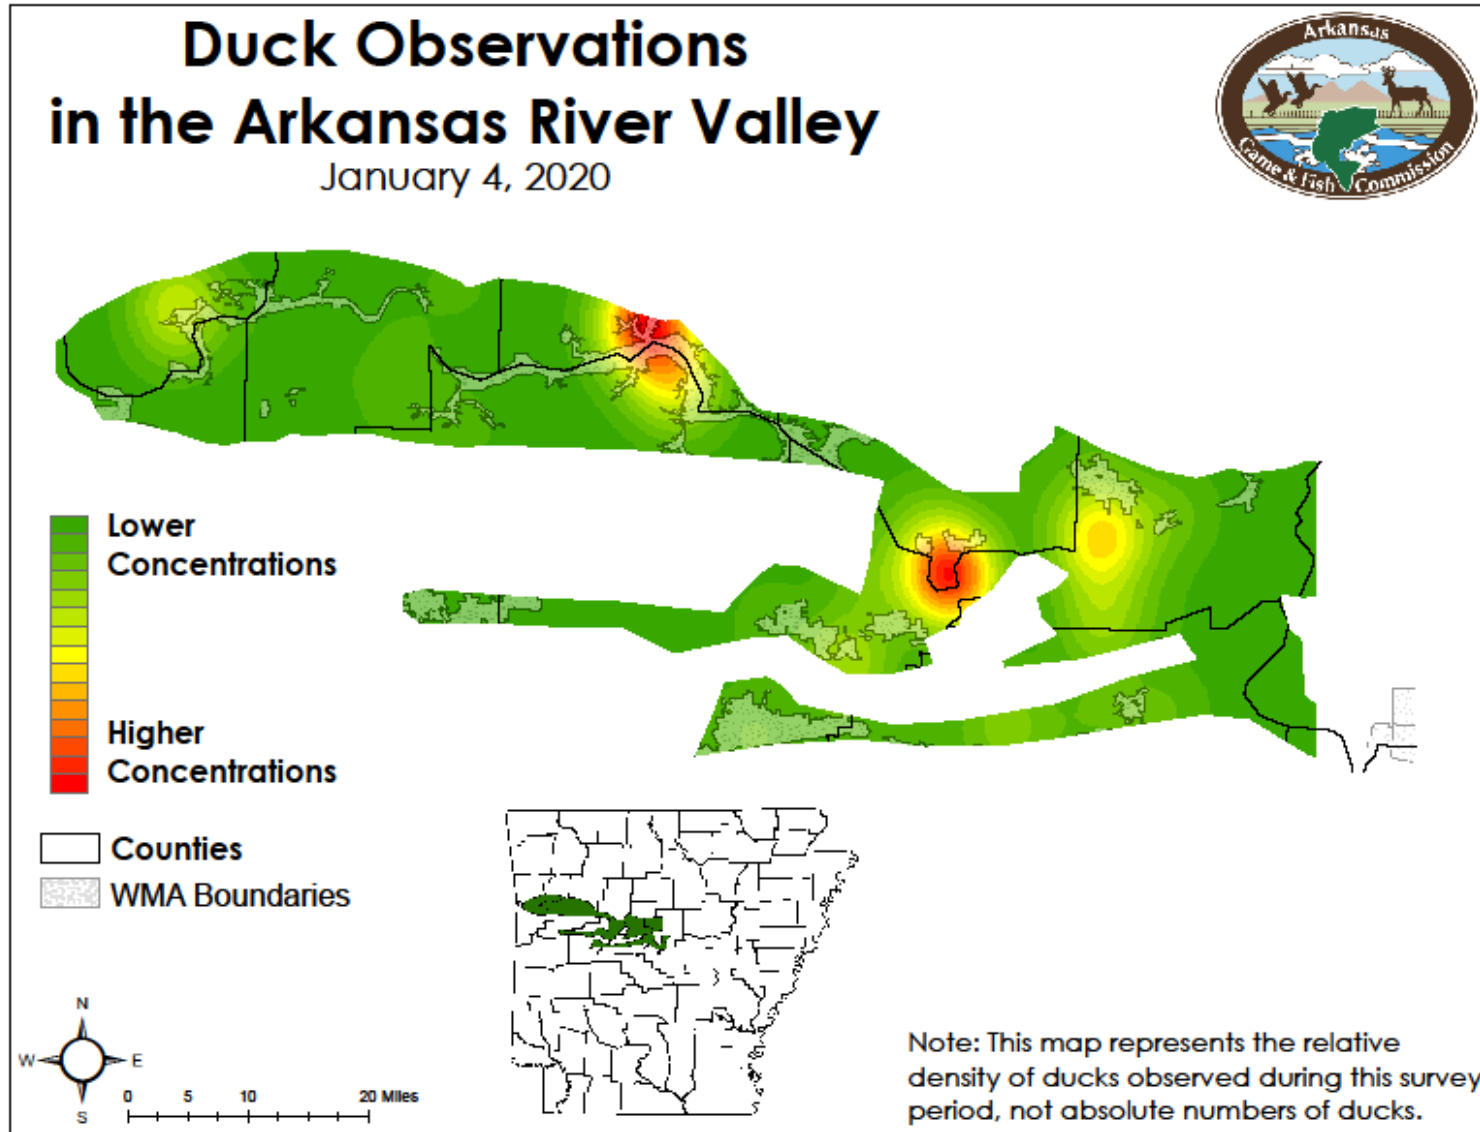 Duck Observations
in the Arkansas River Valley
January 4, 2020
Arkansas
Game & Fish Commission
Lower
Concentrations
Higher
Concentrations
Counties
WMA Boundaries
N
W E
S
0 5 10 20 Miles
Note: This map represents the relative
density of ducks observed during this survey
period, not absolute numbers of ducks.